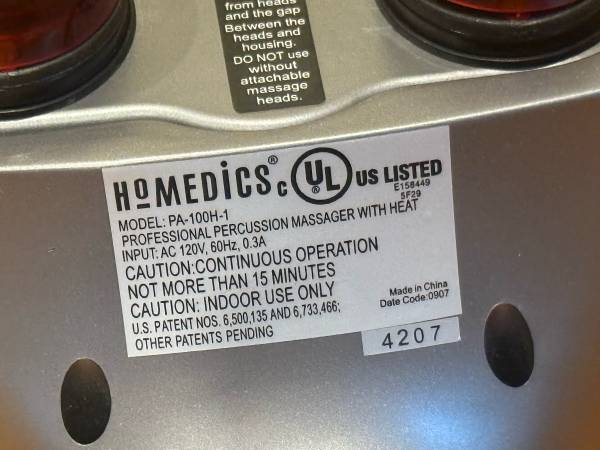 from heads
and the gap
Between the
heads and
housing.
DO NOT use
without
attachable
massage
heads.
HoMEDiCS® c UL® US LISTED
E158449
5F29
MODEL: PA-100H-1
PROFESSIONAL PERCUSSION MASSAGER WITH HEAT
INPUT: AC 120V, 60Hz, 0.3A
CAUTION:CONTINUOUS OPERATION
NOT MORE THAN 15 MINUTES
CAUTION: INDOOR USE ONLY
U.S. PATENT NOS. 6,500,135 AND 6,733,466;
OTHER PATENTS PENDING
Made in China
Date Code:0907
4207